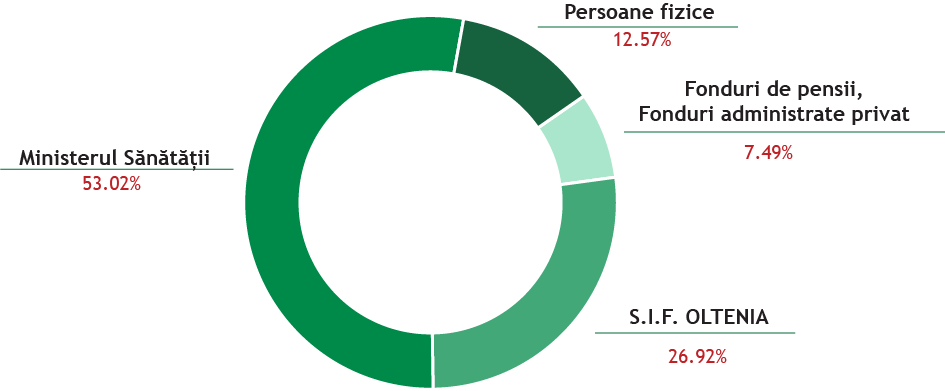 Persoane fizice
12.57%
Fonduri de pensii,
Fonduri administrate privat
7.49%
Ministerul Sănătății
53.02%
S.I.F. OLTENIA
26.92%